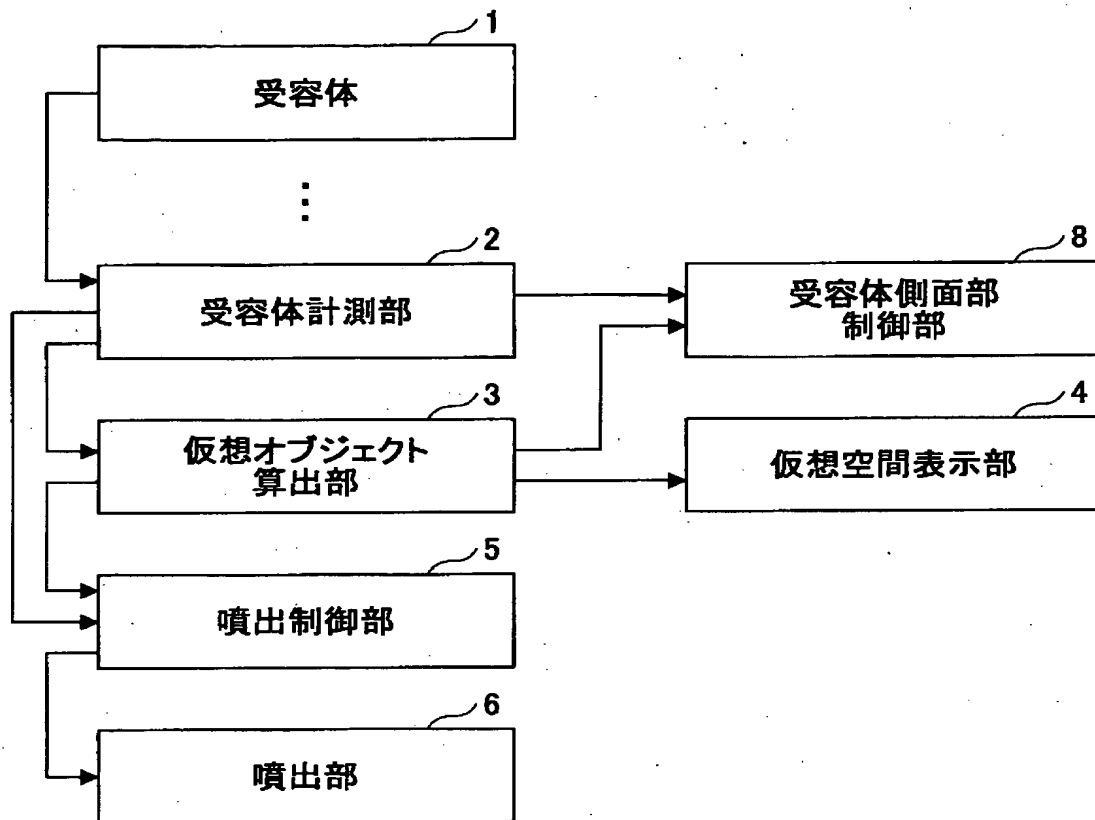 1
受容体
⋮
2
受容体計測部
8
受容体側面部
制御部
3
仮想オブジェクト
算出部
4
仮想空間表示部
5
噴出制御部
6
噴出部